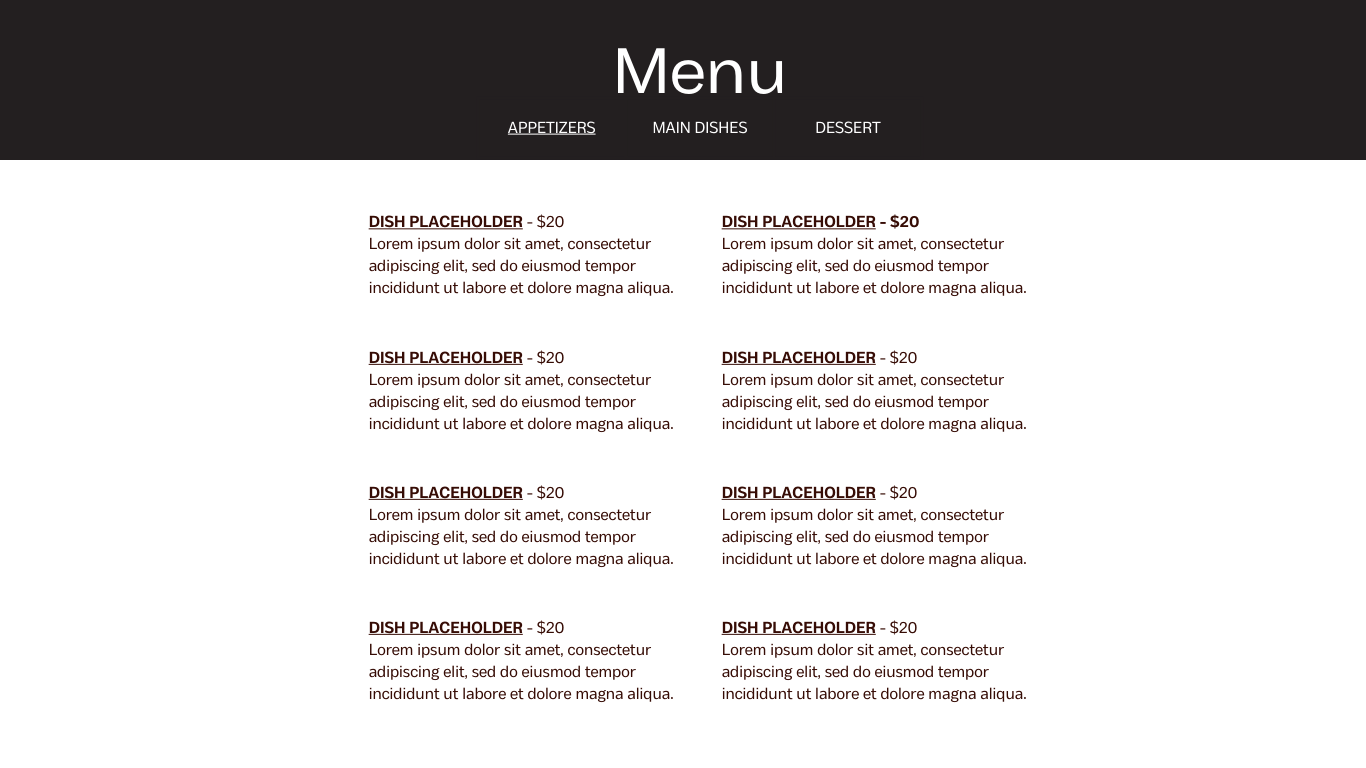 Menu
APPETIZERS MAIN DISHES DESSERT
DISH PLACEHOLDER - $20
Lorem ipsum dolor sit amet, consectetur
adipiscing elit, sed do eiusmod tempor
incididunt ut labore et dolore magna aliqua.
DISH PLACEHOLDER - $20
Lorem ipsum dolor sit amet, consectetur
adipiscing elit, sed do eiusmod tempor
incididunt ut labore et dolore magna aliqua.
DISH PLACEHOLDER - $20
Lorem ipsum dolor sit amet, consectetur
adipiscing elit, sed do eiusmod tempor
incididunt ut labore et dolore magna aliqua.
DISH PLACEHOLDER - $20
Lorem ipsum dolor sit amet, consectetur
adipiscing elit, sed do eiusmod tempor
incididunt ut labore et dolore magna aliqua.
DISH PLACEHOLDER - $20
Lorem ipsum dolor sit amet, consectetur
adipiscing elit, sed do eiusmod tempor
incididunt ut labore et dolore magna aliqua.
DISH PLACEHOLDER - $20
Lorem ipsum dolor sit amet, consectetur
adipiscing elit, sed do eiusmod tempor
incididunt ut labore et dolore magna aliqua.
DISH PLACEHOLDER - $20
Lorem ipsum dolor sit amet, consectetur
adipiscing elit, sed do eiusmod tempor
incididunt ut labore et dolore magna aliqua.
DISH PLACEHOLDER - $20
Lorem ipsum dolor sit amet, consectetur
adipiscing elit, sed do eiusmod tempor
incididunt ut labore et dolore magna aliqua.